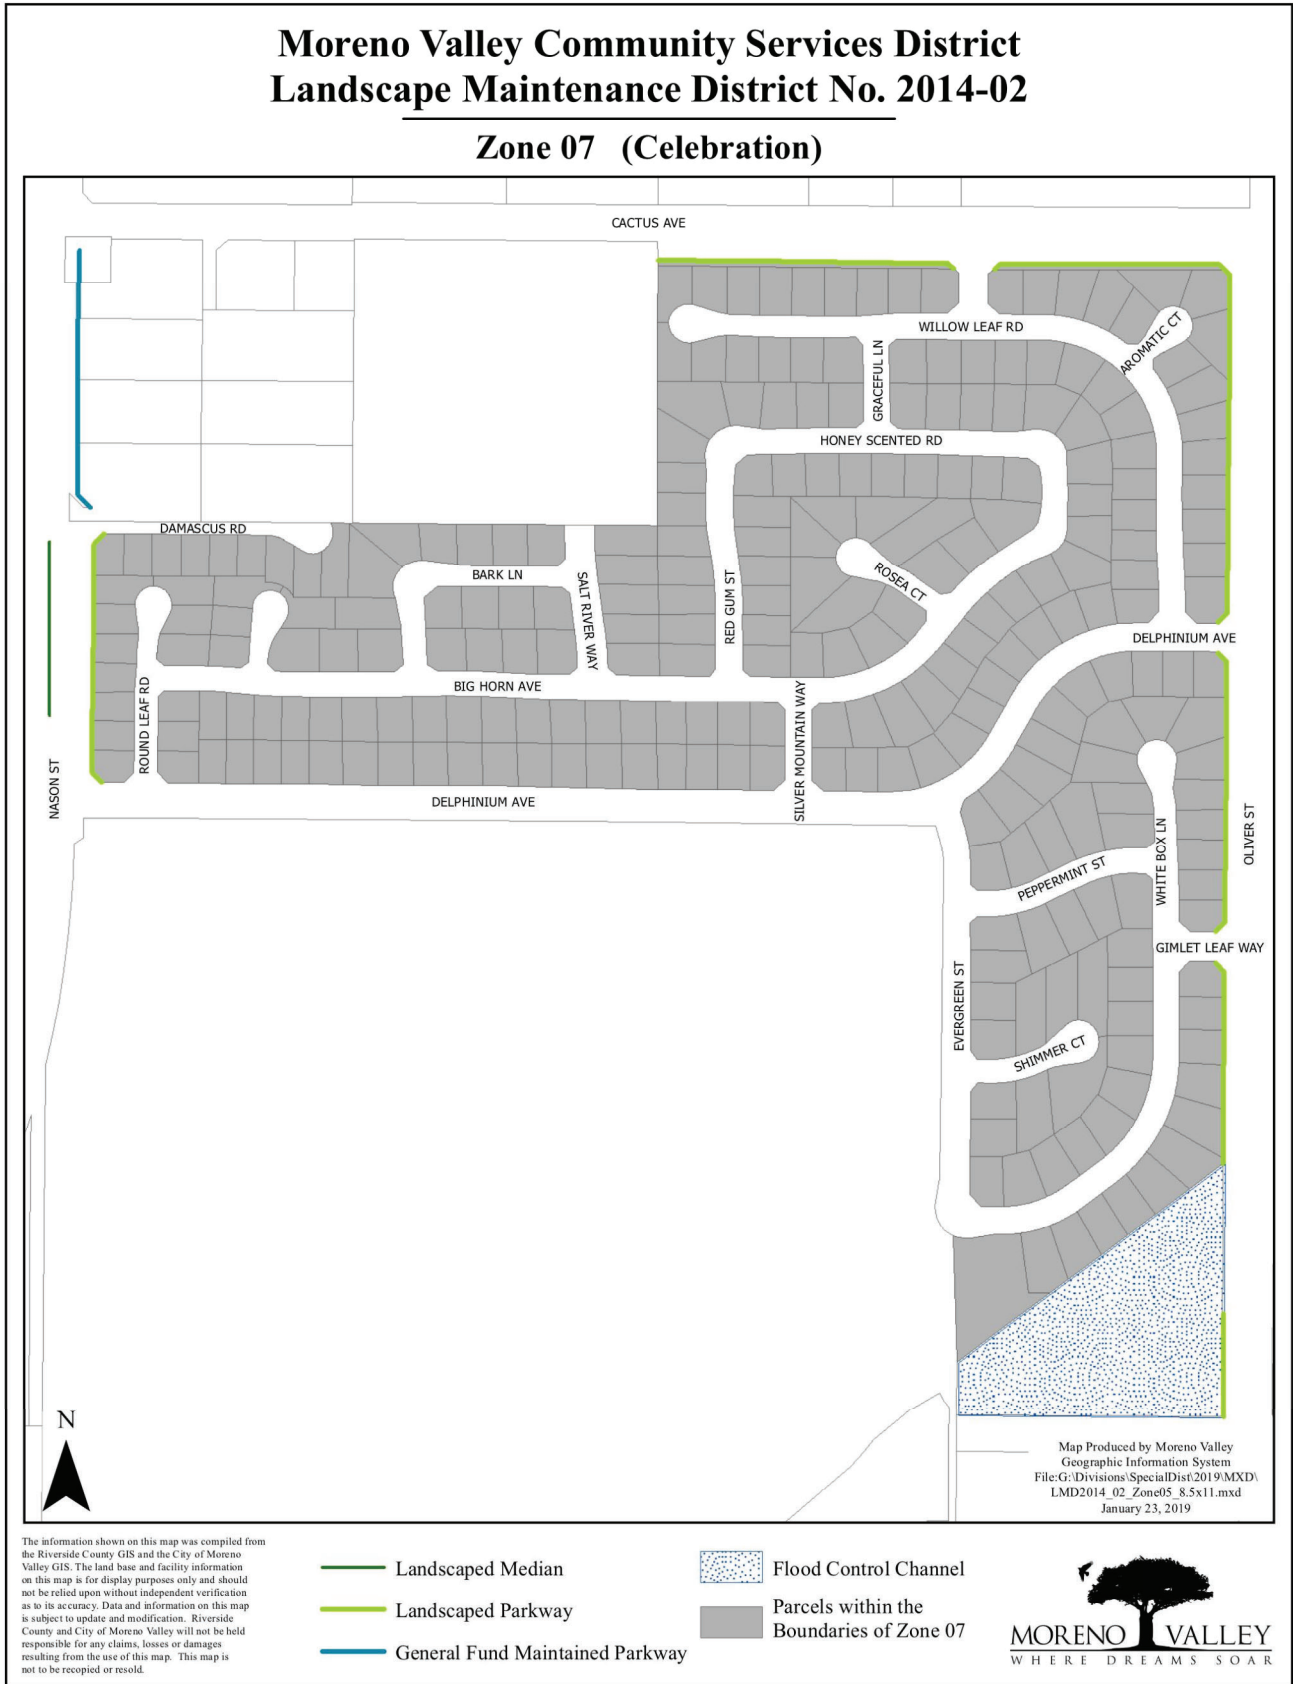 Moreno Valley Community Services District
Landscape Maintenance District No. 2014-02
Zone 07 (Celebration)
CACTUS AVE
WILLOW LEAF RD
AROMATIC CT
GRACEFUL LN
HONEY SCENTED RD
DAMASCUS RD
BARK LN
SALT RIVER WAY
RED GUM ST
ROSEA CT
DELPHINIUM AVE
BIG HORN AVE
ROUND LEAF RD
SILVER MOUNTAIN WAY
NASON ST
DELPHINIUM AVE
OLIVER ST
WHITE BOX LN
PEPPERMINT ST
GIMLET LEAF WAY
EVERGREEN ST
SHIMMER CT
N
Map Produced by Moreno Valley
Geographic Information System
File:G:\Divisions\SpecialDist\2019\MXD\
LMD2014_02_Zone05_8.5x11.mxd
January 23, 2019
The information shown on this map was compiled from
the Riverside County GIS and the City of Moreno
Valley GIS. The land base and facility information
on this map is for display purposes only and should
not be relied upon without independent verification
as to its accuracy. Data and information on this map
is subject to update and modification. Riverside
County and City of Moreno Valley will not be held
responsible for any claims, losses or damages
resulting from the use of this map. This map is
not to be recopied or resold.
Landscaped Median
Landscaped Parkway
General Fund Maintained Parkway
Flood Control Channel
Parcels within the
Boundaries of Zone 07
MORENO VALLEY
WHERE DREAMS SOAR